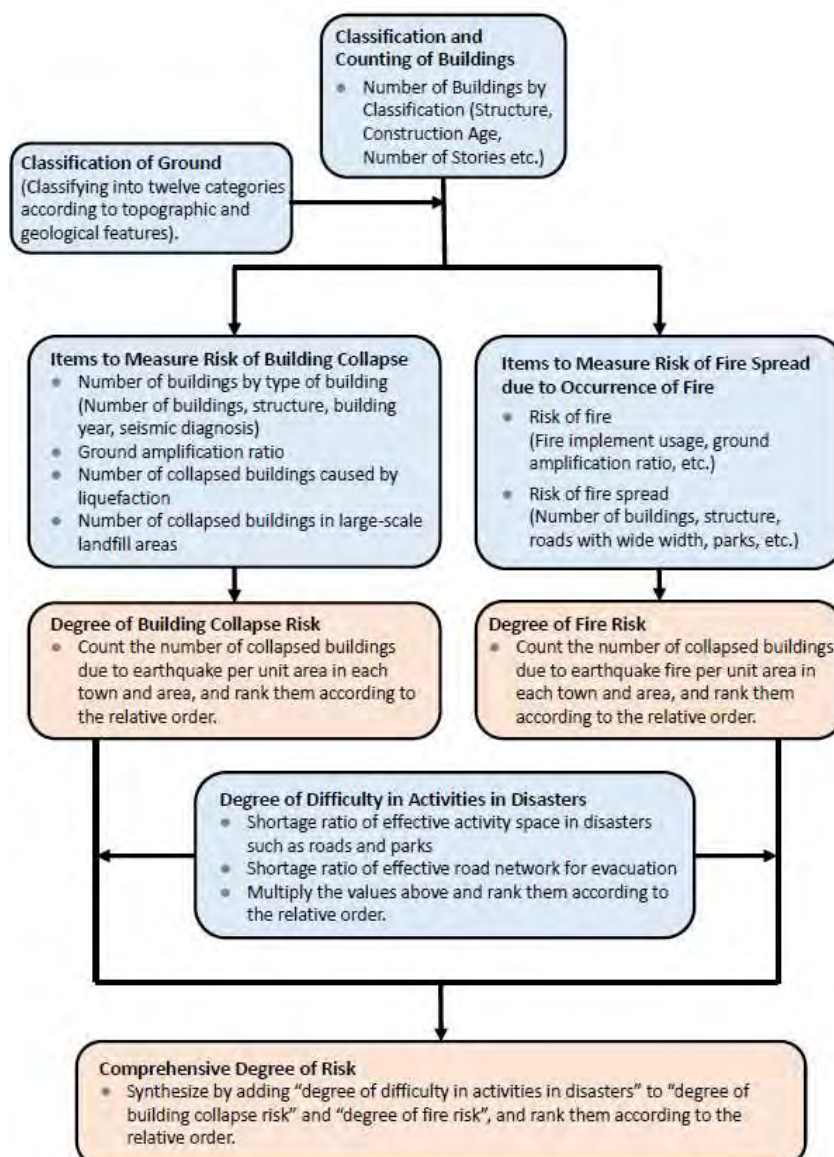 Classification and
Counting of Buildings
• Number of Buildings by
Classification (Structure,
Construction Age,
Number of Stories etc.)
Classification of Ground
(Classifying into twelve categories
according to topographic and
geological features).
Items to Measure Risk of Building Collapse
• Number of buildings by type of building
(Number of buildings, structure, building
year, seismic diagnosis)
• Ground amplification ratio
• Number of collapsed buildings caused by
liquefaction
• Number of collapsed buildings in large-scale
landfill areas
Items to Measure Risk of Fire Spread
due to Occurrence of Fire
• Risk of fire
(Fire implement usage, ground
amplification ratio, etc.)
• Risk of fire spread
(Number of buildings, structure,
roads with wide width, parks, etc.)
Degree of Building Collapse Risk
• Count the number of collapsed buildings
due to earthquake per unit area in each
town and area, and rank them according to
the relative order.
Degree of Fire Risk
• Count the number of collapsed buildings
due to earthquake fire per unit area in
each town and area, and rank them
according to the relative order.
Degree of Difficulty in Activities in Disasters
• Shortage ratio of effective activity space in disasters
such as roads and parks
• Shortage ratio of effective road network for evacuation
• Multiply the values above and rank them according to
the relative order.
Comprehensive Degree of Risk
• Synthesize by adding “degree of difficulty in activities in disasters” to “degree of
building collapse risk” and “degree of fire risk”, and rank them according to the
relative order.